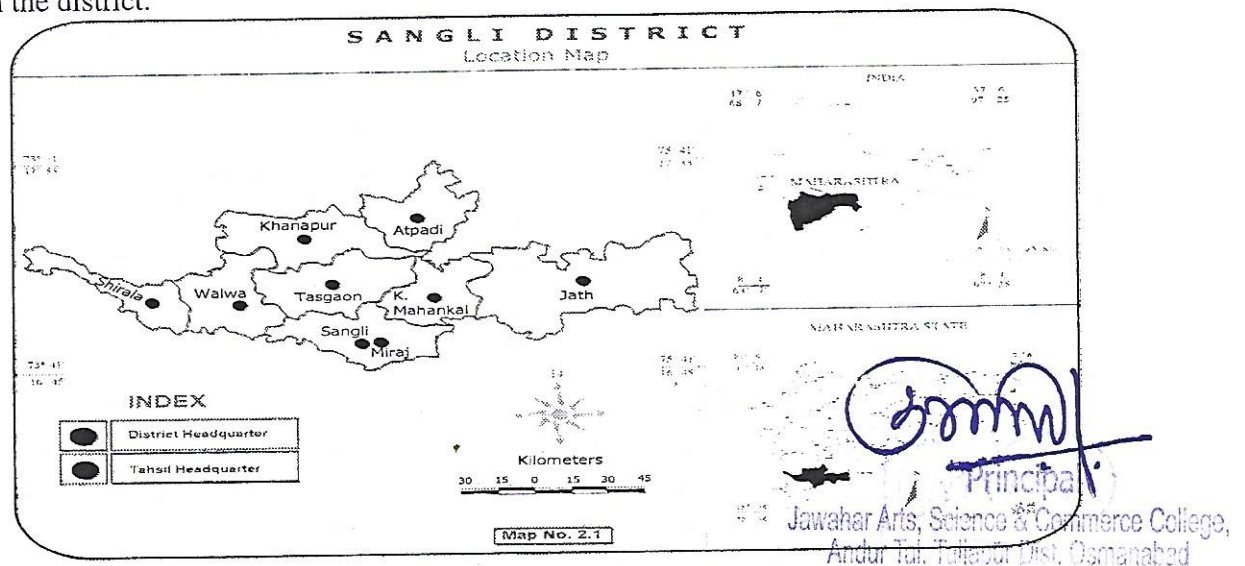 the district.
SANGLI DISTRICT
Location Map
INDIA
MAHARASHTRA
Khanapur
Atpadi
Shirala
Walwa
Tasgaon
K.
Mahankal
Jath
Sangli
Miraj
MAHARASHTRA STATE
INDEX
District Headquarter
Tahsil Headquarter
Kilometers
30 15 0 15 30 45
Map No. 2.1
Principal
Jawahar Arts, Science & Commerce College,
Andur Tal. Tuljapur Dist. Osmanabad